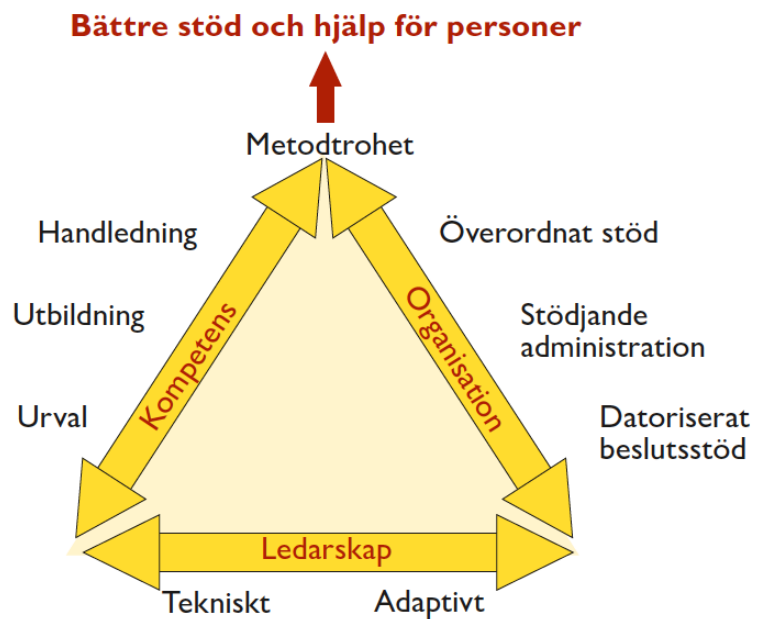 Bättre stöd och hjälp för personer
Metodtrohet
Handledning
Överordnat stöd
Utbildning
Kompetens
Organisation
Stödjande
administration
Urval
Datoriserat
beslutsstöd
Ledarskap
Tekniskt
Adaptivt